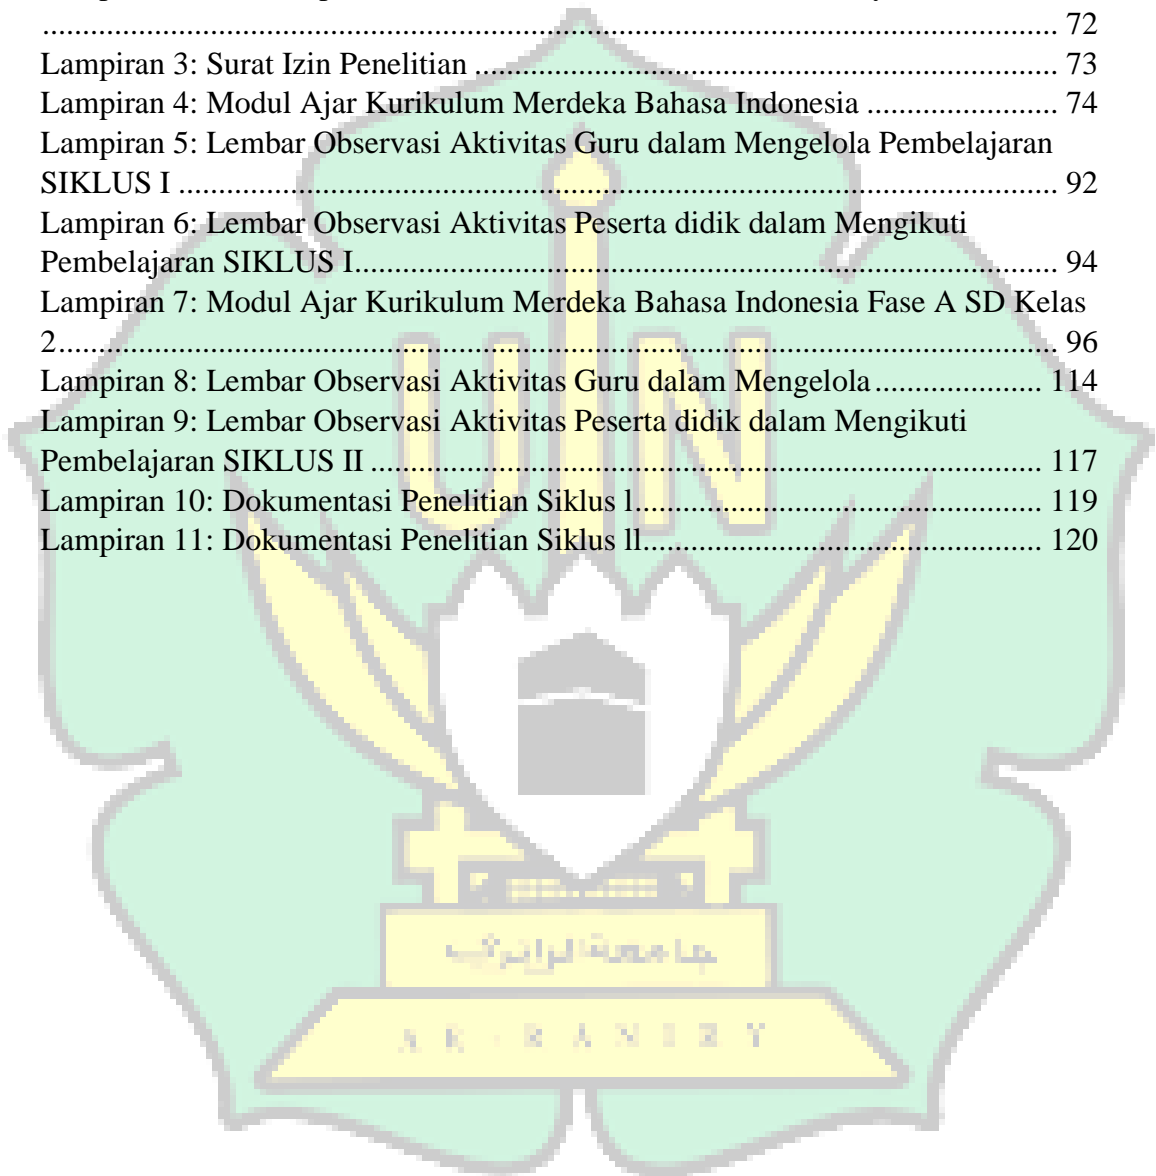 ........................................................................................................................ 72
Lampiran 3: Surat Izin Penelitian ........................................................................ 73
Lampiran 4: Modul Ajar Kurikulum Merdeka Bahasa Indonesia ........................ 74
Lampiran 5: Lembar Observasi Aktivitas Guru dalam Mengelola Pembelajaran
SIKLUS I ............................................................................................................. 92
Lampiran 6: Lembar Observasi Aktivitas Peserta didik dalam Mengikuti
Pembelajaran SIKLUS I....................................................................................... 94
Lampiran 7: Modul Ajar Kurikulum Merdeka Bahasa Indonesia Fase A SD Kelas
2............................................................................................................................ 96
Lampiran 8: Lembar Observasi Aktivitas Guru dalam Mengelola ..................... 114
Lampiran 9: Lembar Observasi Aktivitas Peserta didik dalam Mengikuti
Pembelajaran SIKLUS II ................................................................................... 117
Lampiran 10: Dokumentasi Penelitian Siklus l................................................... 119
Lampiran 11: Dokumentasi Penelitian Siklus ll.................................................. 120
UIN
جامعة الرانيري
AR-RANIRY